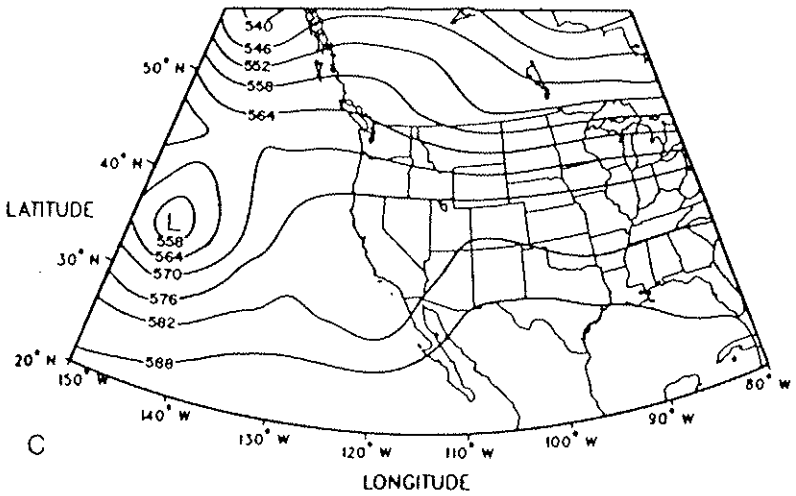 540
546
552
558
564
50° N
40° N
LATITUDE
L
558
564
30° N
570
576
582
588
20° N
150° W
140° W
130° W
120° W
110° W
100° W
90° W
80° W
C
LONGITUDE